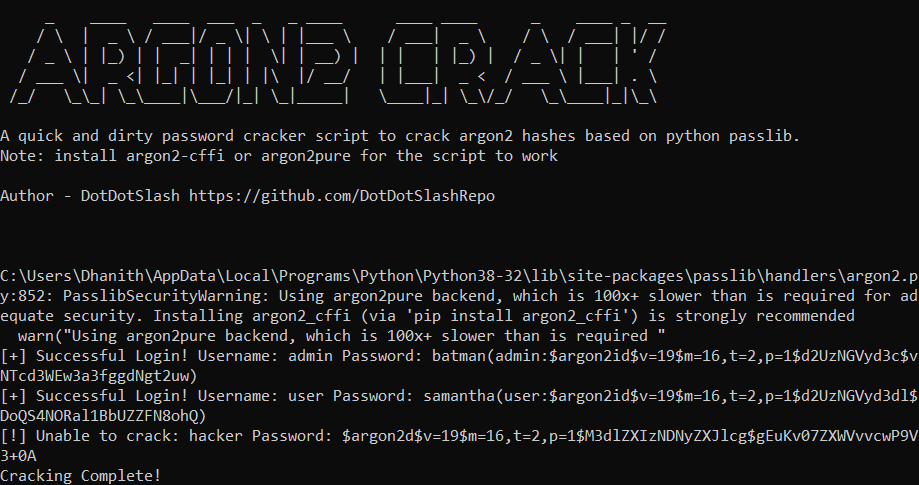 ARGON2 CRACK
A quick and dirty password cracker script to crack argon2 hashes based on python passlib.
Note: install argon2-cffi or argon2pure for the script to work
Author - DotDotSlash https://github.com/DotDotSlashRepo
C:\Users\Dhanith\AppData\Local\Programs\Python\Python38-32\lib\site-packages\passlib\handlers\argon2.p
y:852: PasslibSecurityWarning: Using argon2pure backend, which is 100x+ slower than is required for ad
equate security. Installing argon2_cffi (via 'pip install argon2_cffi') is strongly recommended
  warn("Using argon2pure backend, which is 100x+ slower than is required "
[+] Successful Login! Username: admin Password: batman(admin:$argon2id$v=19$m=16,t=2,p=1$d2UzNGVyd3c$v
NTcd3WEw3a3fggdNgt2uw)
[+] Successful Login! Username: user Password: samantha(user:$argon2id$v=19$m=16,t=2,p=1$d2UzNGVyd3dl$
DoQS4NORal1BbUZZFN8ohQ)
[!] Unable to crack: hacker Password: $argon2d$v=19$m=16,t=2,p=1$M3dlZXIzNDNyZXJlcg$gEuKv07ZXWVvvcwP9V
3+0A
Cracking Complete!